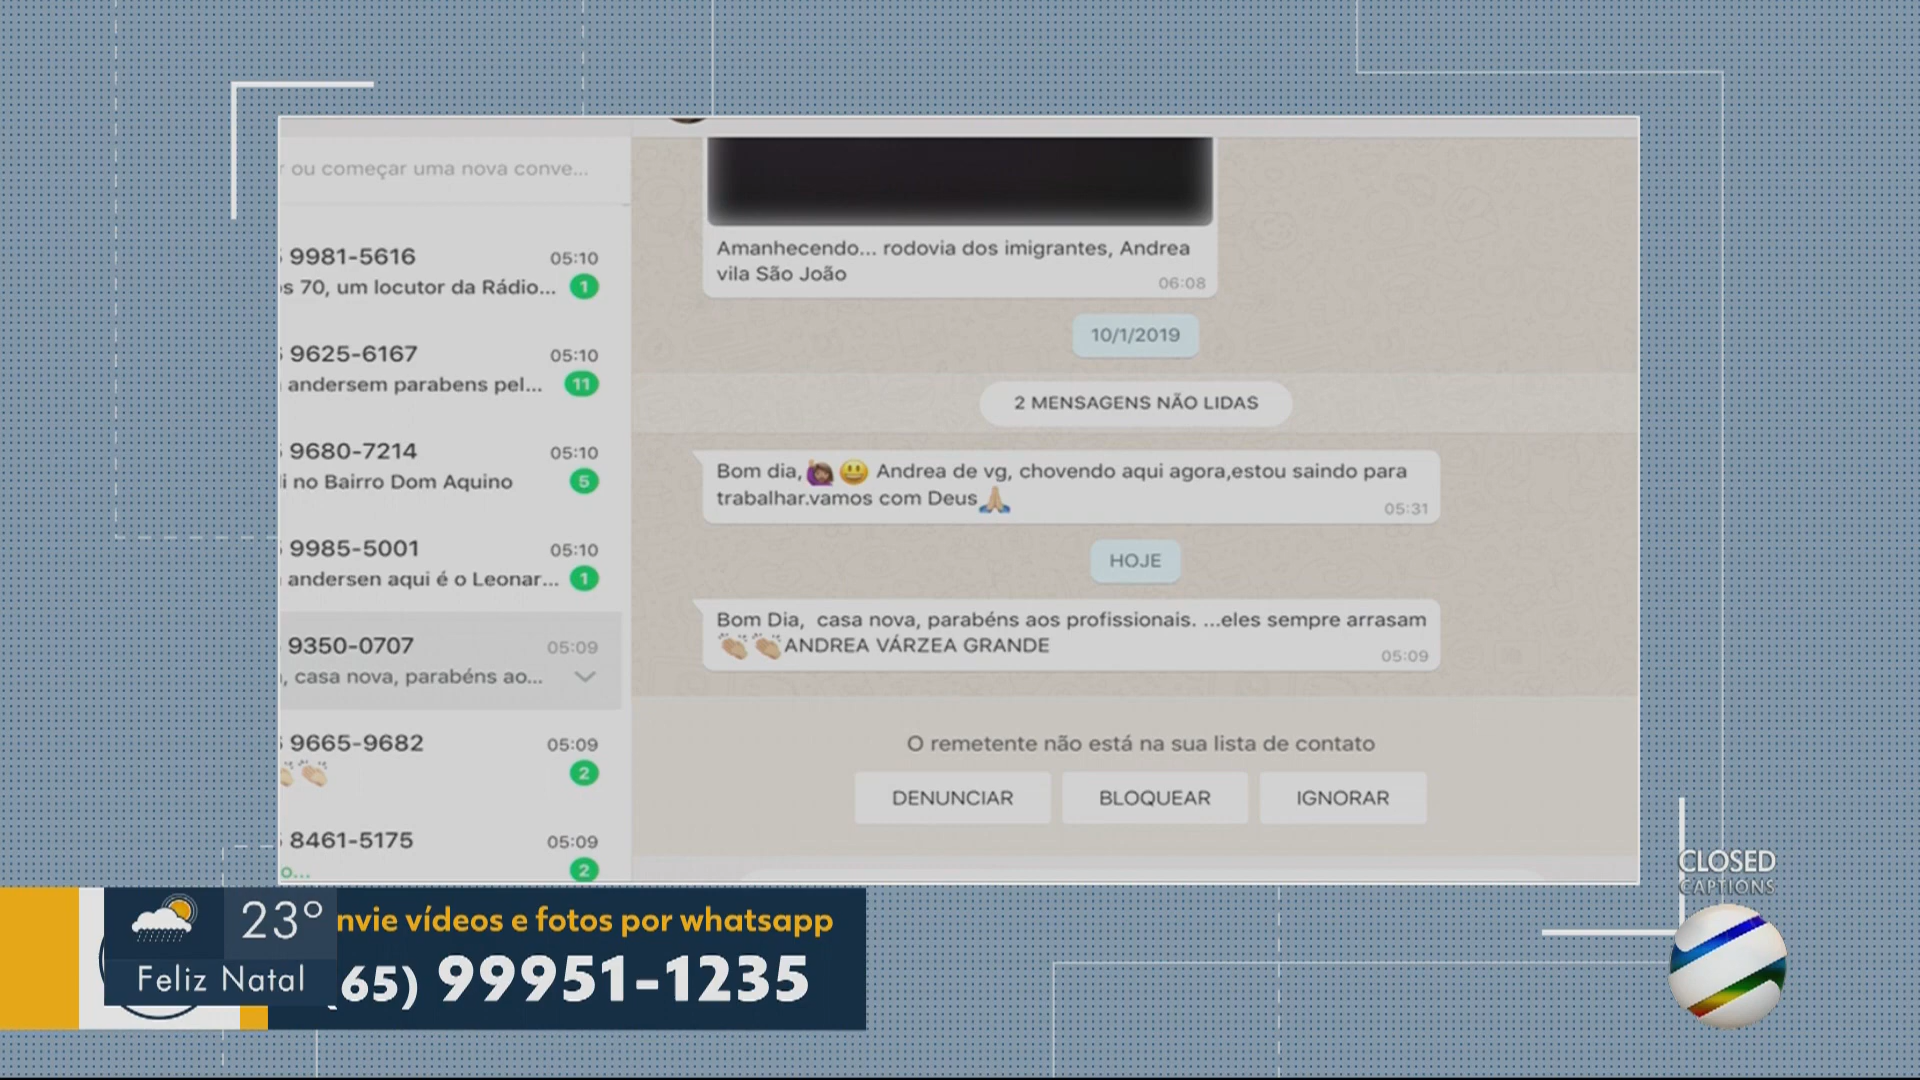 ou começar uma nova conve...
9981-5616 05:10
s 70, um locutor da Rádio... 1
9625-6167 05:10
andersem parabens pel... 11
9680-7214 05:10
i no Bairro Dom Aquino 5
9985-5001 05:10
andersen aqui é o Leonar... 1
9350-0707 05:09
, casa nova, parabéns ao...
9665-9682 05:09
2
8461-5175 05:09
o... 2
Amanhecendo... rodovia dos imigrantes, Andrea
vila São João
06:08
10/1/2019
2 MENSAGENS NÃO LIDAS
Bom dia,🙋🏽‍♀️😃 Andrea de vg, chovendo aqui agora,estou saindo para
trabalhar.vamos com Deus🙏🏼
05:31
HOJE
Bom Dia,  casa nova, parabéns aos profissionais. ...eles sempre arrasam
👏🏼👏🏼ANDREA VÁRZEA GRANDE
05:09
O remetente não está na sua lista de contato
DENUNCIAR BLOQUEAR IGNORAR
CLOSED
CAPTIONS
23°
Feliz Natal
nvie vídeos e fotos por whatsapp
(65) 99951-1235